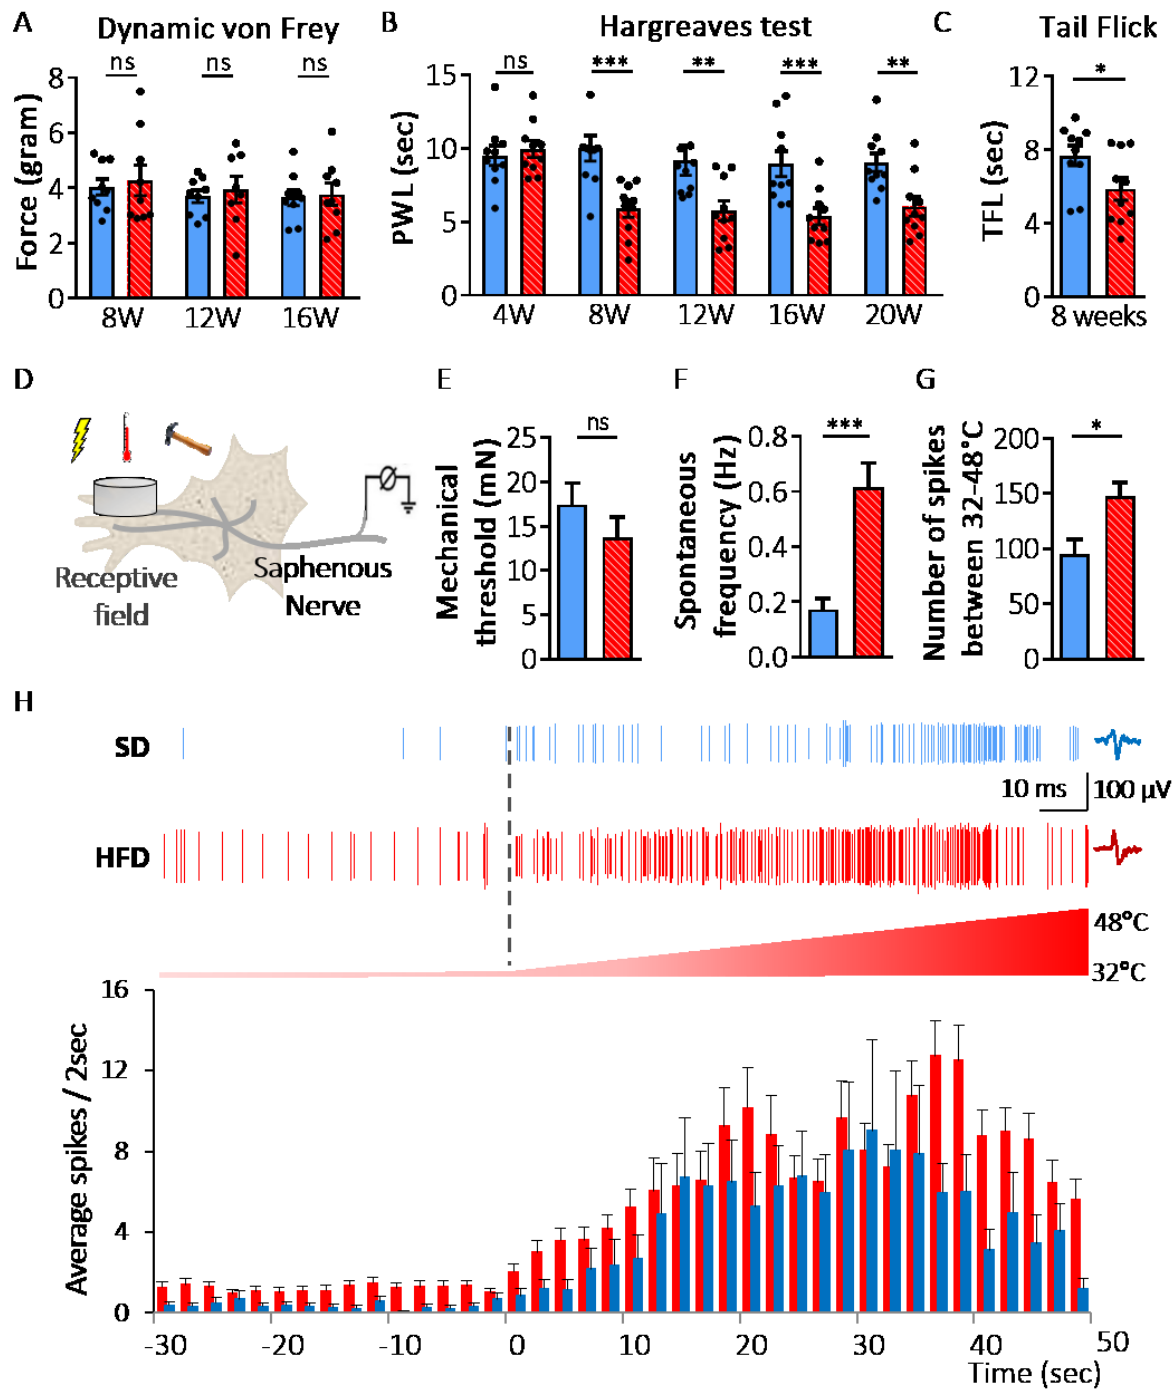 A Dynamic von Frey
ns ns ns
Force (gram)
8
6
4
2
0
8W 12W 16W
B Hargreaves test
ns *** ** *** **
PWL (sec)
15
10
5
0
4W 8W 12W 16W 20W
C Tail Flick
*
TFL (sec)
12
8
4
0
8 weeks
D
Receptive
field
Saphenous
Nerve
E
ns
Mechanical
threshold (mN)
25
20
15
10
5
0
F
***
Spontaneous
frequency (Hz)
0.8
0.6
0.4
0.2
0.0
G
*
Number of spikes
between 32-48°C
200
150
100
50
0
H
SD
10 ms 100 µV
HFD
48°C
32°C
Average spikes / 2sec
16
12
8
4
0
-30 -20 -10 0 10 20 30 40 50
Time (sec)